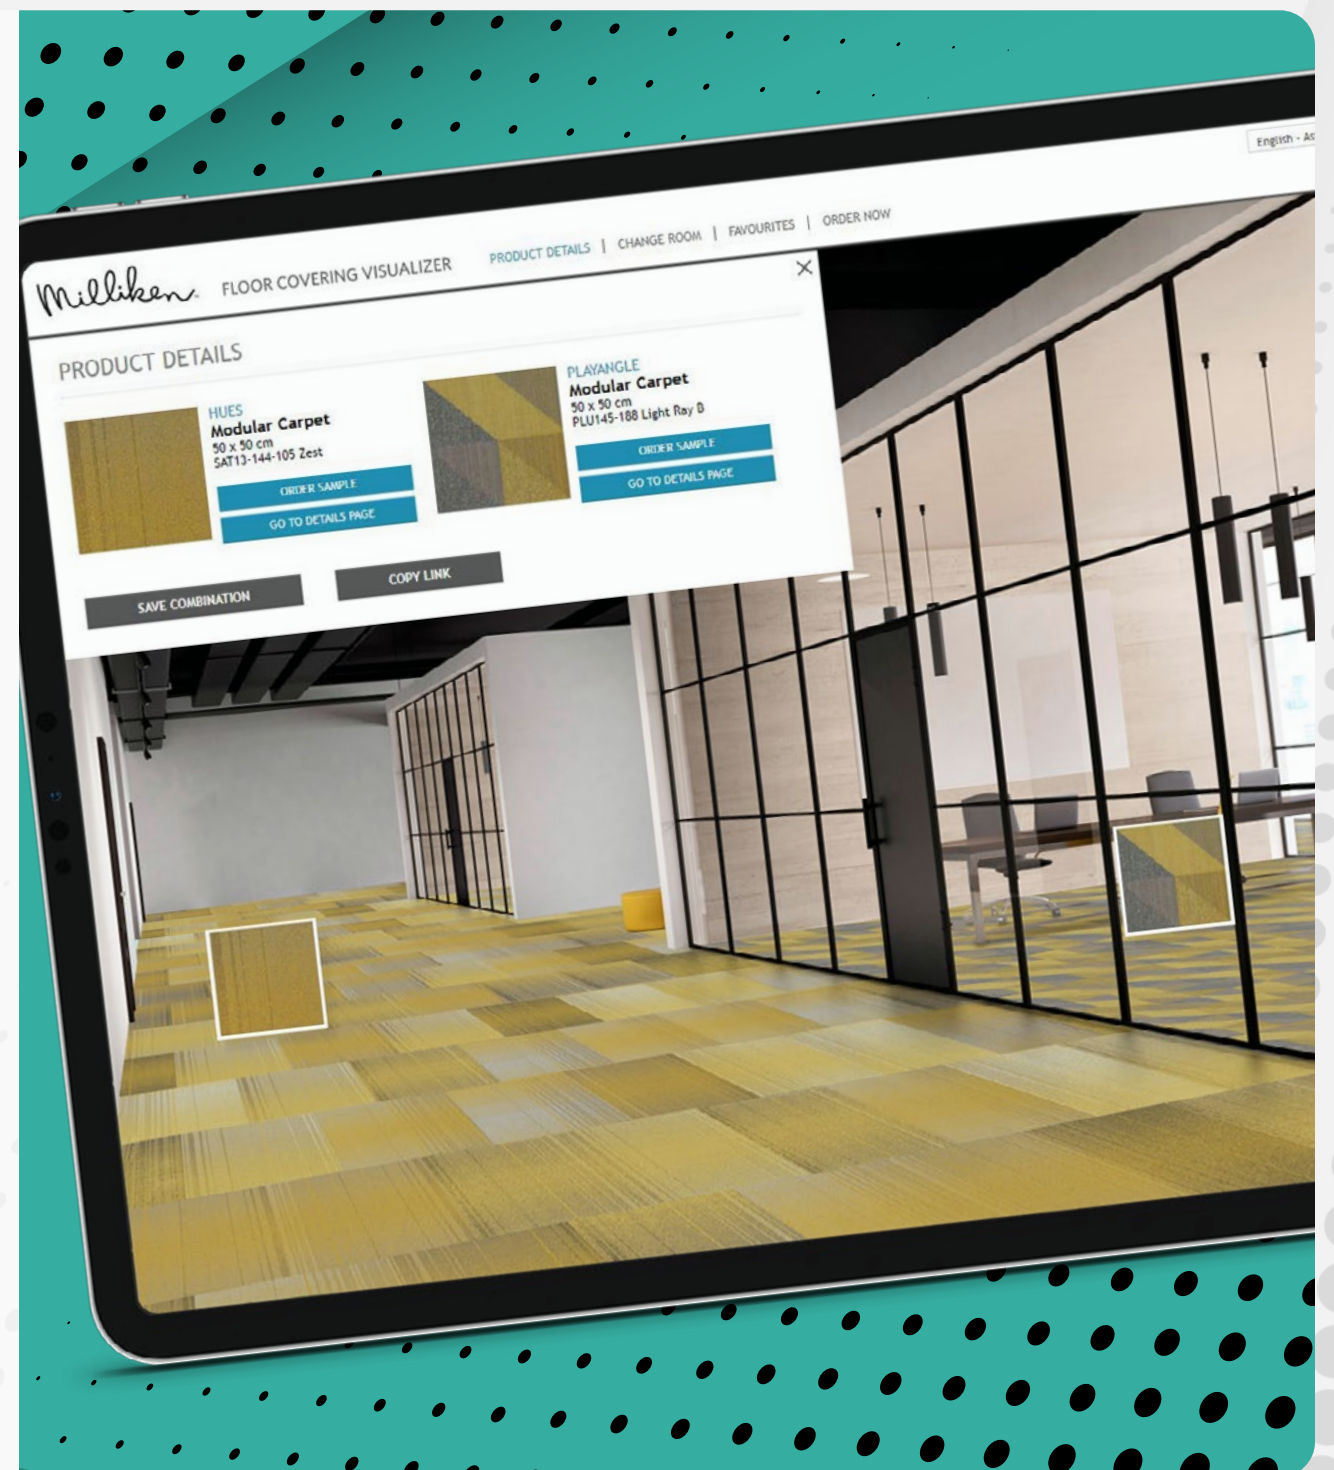 English - As
Milliken
FLOOR COVERING VISUALIZER
PRODUCT DETAILS | CHANGE ROOM | FAVOURITES | ORDER NOW
PRODUCT DETAILS
HUES
Modular Carpet
50 x 50 cm
SAT13-144-105 Zest
ORDER SAMPLE
GO TO DETAILS PAGE
PLAYANGLE
Modular Carpet
50 x 50 cm
PLU145-188 Light Ray B
ORDER SAMPLE
GO TO DETAILS PAGE
SAVE COMBINATION
COPY LINK